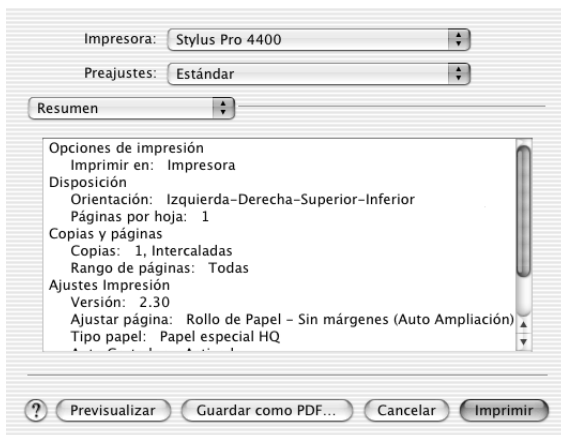 Impresora: Stylus Pro 4400
Preajustes: Estándar
Resumen
Opciones de impresión
Imprimir en: Impresora
Disposición
Orientación: Izquierda-Derecha-Superior-Inferior
Páginas por hoja: 1
Copias y páginas
Copias: 1, Intercaladas
Rango de páginas: Todas
Ajustes Impresión
Versión: 2.30
Ajustar página: Rollo de Papel - Sin márgenes (Auto Ampliación)
Tipo papel: Papel especial HQ
? Previsualizar Guardar como PDF... Cancelar Imprimir